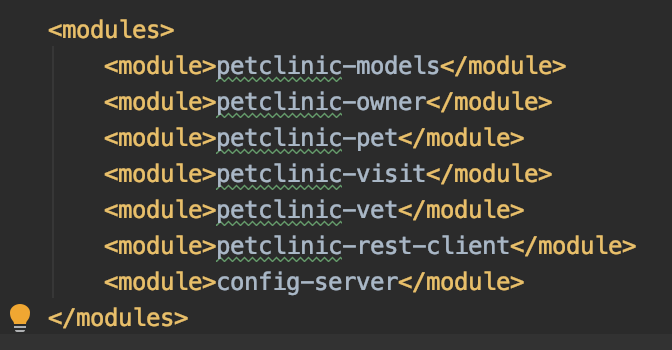 <modules>
<module>petclinic-models</module>
<module>petclinic-owner</module>
<module>petclinic-pet</module>
<module>petclinic-visit</module>
<module>petclinic-vet</module>
<module>petclinic-rest-client</module>
<module>config-server</module>
</modules>